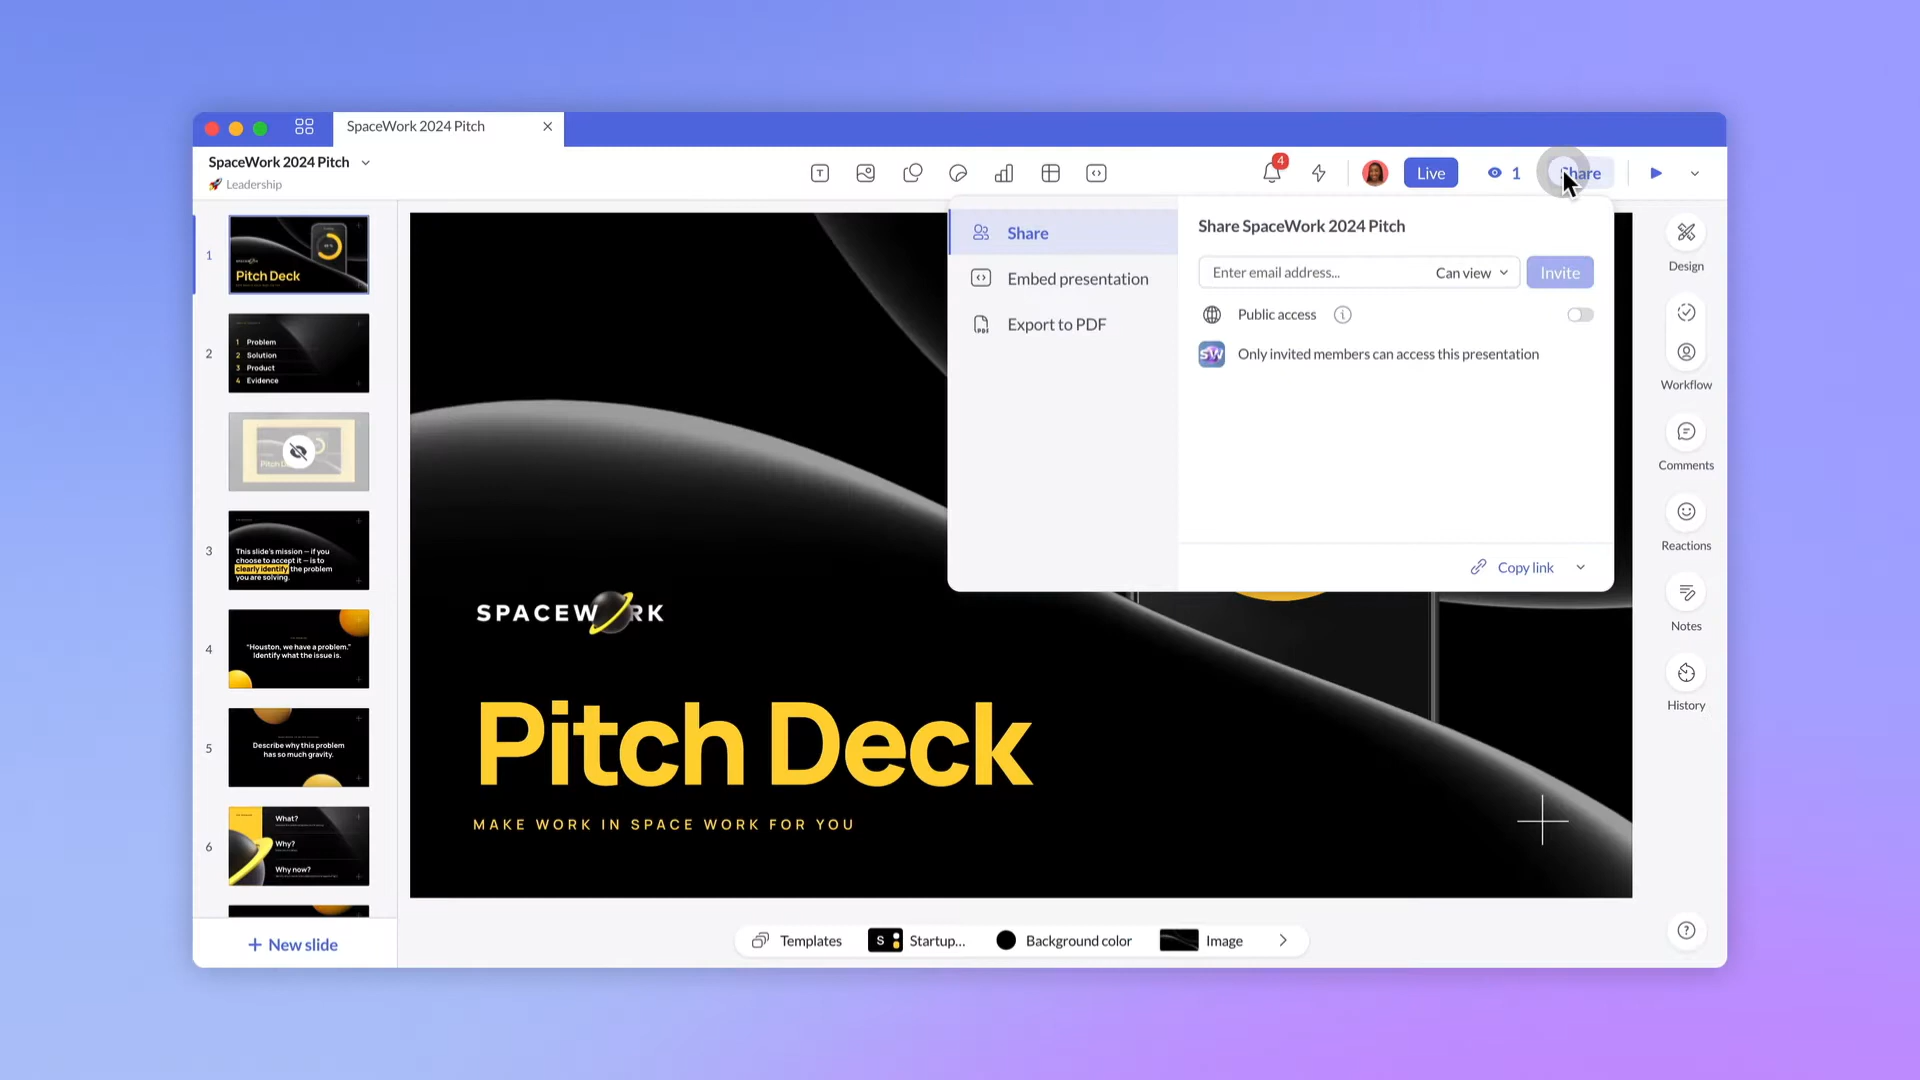 SpaceWork 2024 Pitch
SpaceWork 2024 Pitch
Leadership
4
Live
1
Share
1
Pitch Deck
2
1 Problem
2 Solution
3 Product
4 Evidence
3
This slide's mission — if you
choose to accept it — is to
clearly identify the problem
you are solving.
4
"Houston, we have a problem."
Identify what the issue is.
5
Describe why this problem
has so much gravity.
6
What?
Why?
Why now?
+ New slide
SPACEWORK
Pitch Deck
MAKE WORK IN SPACE WORK FOR YOU
Share
Embed presentation
Export to PDF
Share SpaceWork 2024 Pitch
Enter email address...
Can view
Invite
Public access
SW
Only invited members can access this presentation
Copy link
Design
Workflow
Comments
Reactions
Notes
History
?
Templates
S
Startup...
Background color
Image